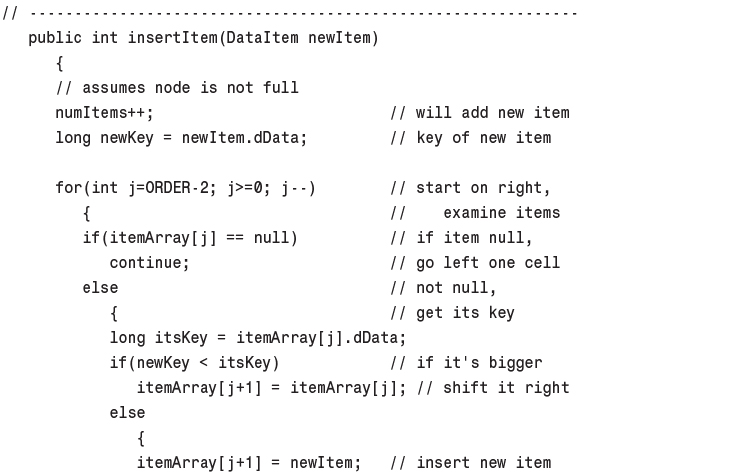 // -------------------------------------------------------------
   public int insertItem(DataItem newItem)
      {
      // assumes node is not full
      numItems++;                          // will add new item
      long newKey = newItem.dData;         // key of new item

      for(int j=ORDER-2; j>=0; j--)        // start on right,
         {                                 //    examine items
         if(itemArray[j] == null)          // if item null,
            continue;                      // go left one cell
         else                              // not null,
            {                              // get its key
            long itsKey = itemArray[j].dData;
            if(newKey < itsKey)            // if it's bigger
               itemArray[j+1] = itemArray[j]; // shift it right
            else
               {
               itemArray[j+1] = newItem;   // insert new item